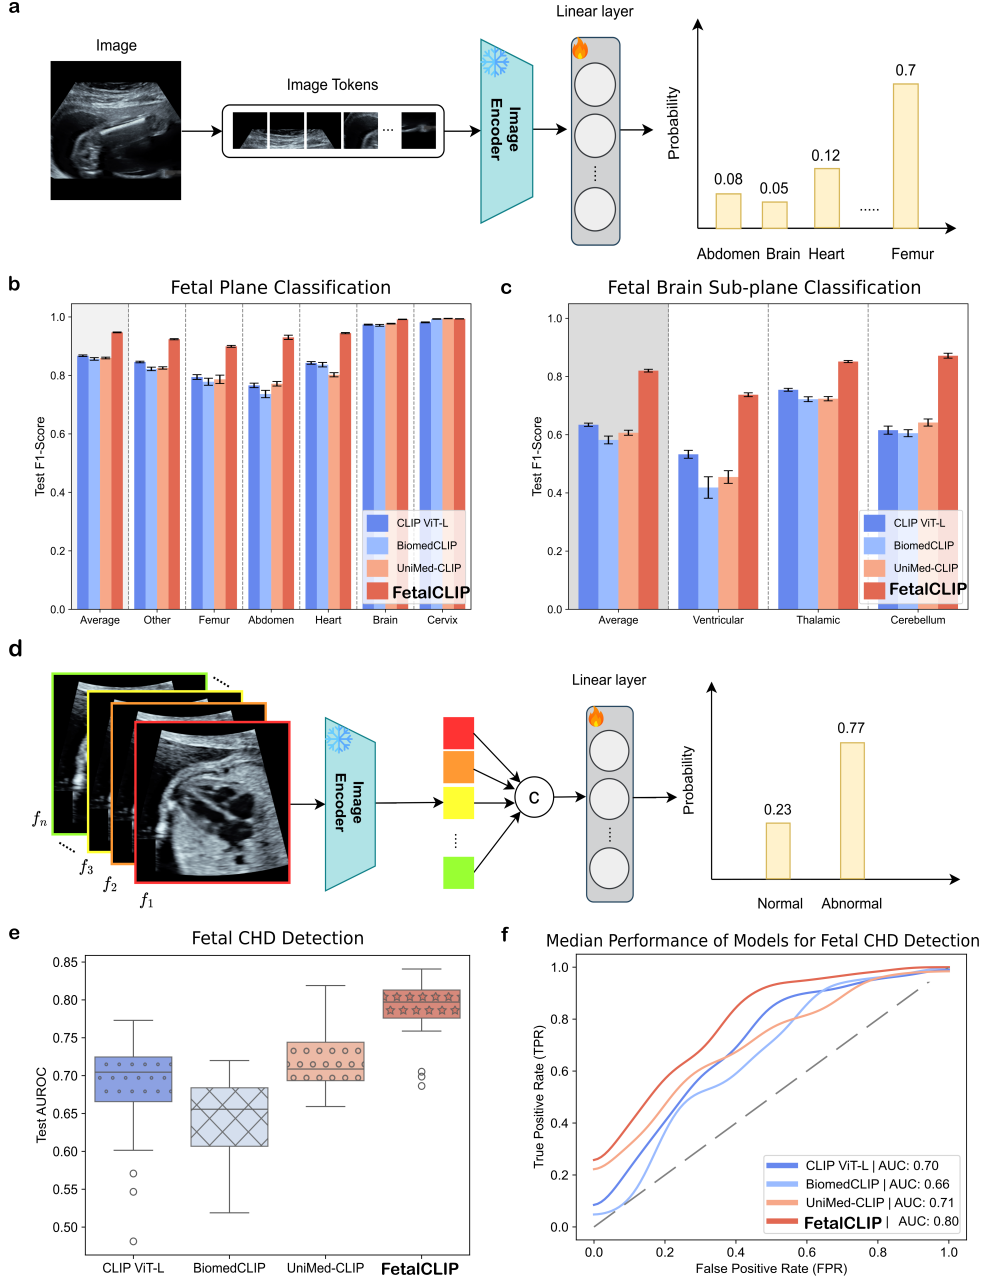 a
Image
Image Tokens
...
Image Encoder
Linear layer
.....
Probability
0.08
0.05
0.12
0.7
.....
Abdomen Brain Heart Femur
b
Fetal Plane Classification
Test F1-Score
1.0
0.8
0.6
0.4
0.2
0.0
CLIP ViT-L
BiomedCLIP
UniMed-CLIP
FetalCLIP
Average Other Femur Abdomen Heart Brain Cervix
c
Fetal Brain Sub-plane Classification
Test F1-Score
1.0
0.8
0.6
0.4
0.2
0.0
CLIP ViT-L
BiomedCLIP
UniMed-CLIP
FetalCLIP
Average Ventricular Thalamic Cerebellum
d
.....
fn
.....
f3
f2
f1
Image Encoder
....
C
Linear layer
....
Probability
0.23
0.77
Normal Abnormal
e
Fetal CHD Detection
Test AUROC
0.85
0.80
0.75
0.70
0.65
0.60
0.55
0.50
CLIP ViT-L BiomedCLIP UniMed-CLIP FetalCLIP
f
Median Performance of Models for Fetal CHD Detection
True Positive Rate (TPR)
1.0
0.8
0.6
0.4
0.2
0.0
CLIP ViT-L | AUC: 0.70
BiomedCLIP | AUC: 0.66
UniMed-CLIP | AUC: 0.71
FetalCLIP | AUC: 0.80
0.0 0.2 0.4 0.6 0.8 1.0
False Positive Rate (FPR)